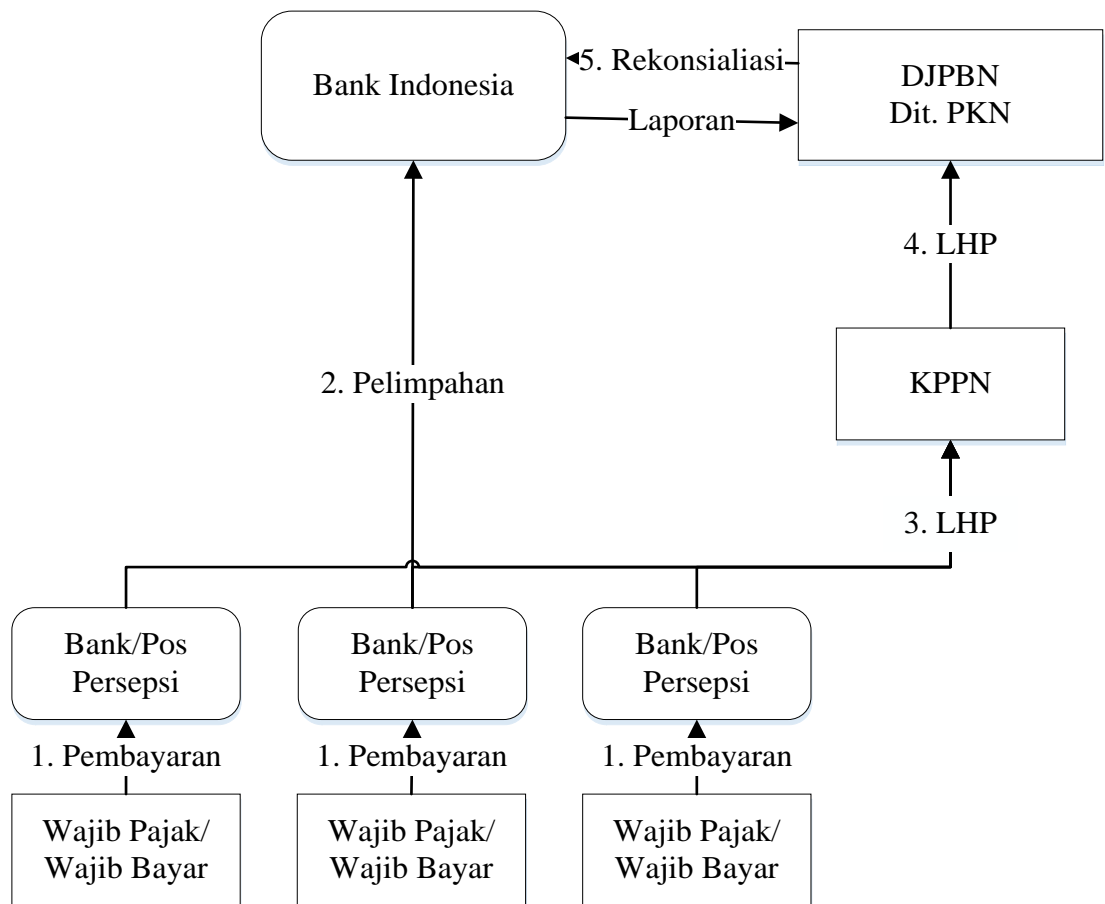 Bank Indonesia
5. Rekonsialiasi
Laporan
DJPBN
Dit. PKN
4. LHP
2. Pelimpahan
KPPN
3. LHP
Bank/Pos
Persepsi
Bank/Pos
Persepsi
Bank/Pos
Persepsi
1. Pembayaran
1. Pembayaran
1. Pembayaran
Wajib Pajak/
Wajib Bayar
Wajib Pajak/
Wajib Bayar
Wajib Pajak/
Wajib Bayar